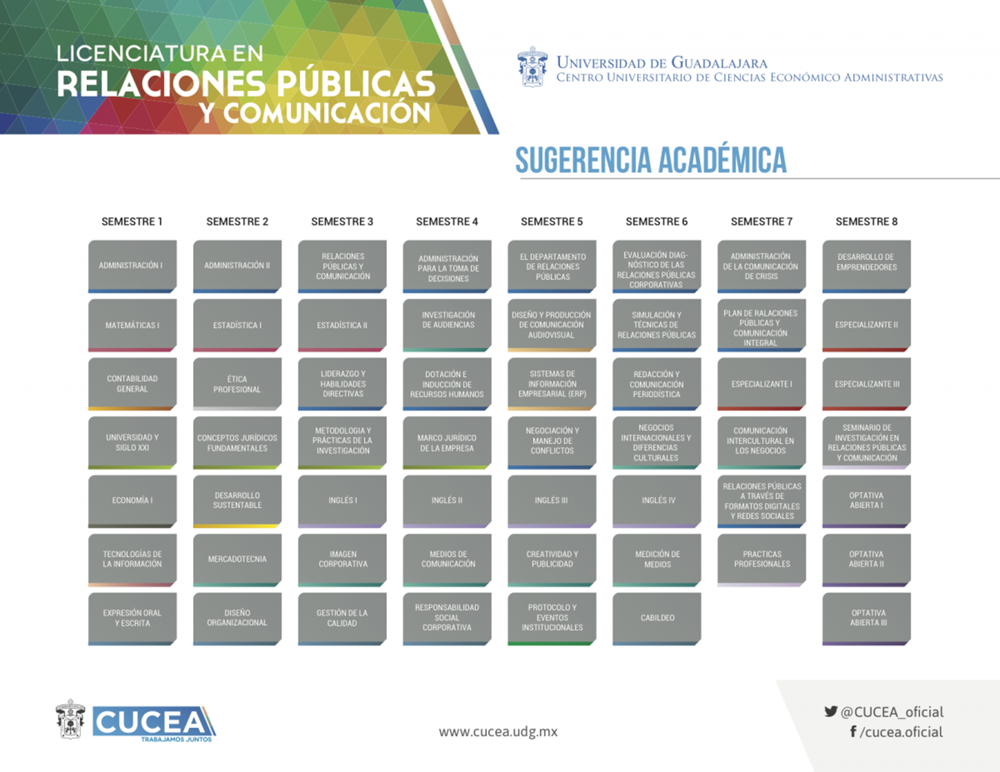 LICENCIATURA EN
RELACIONES PÚBLICAS
Y COMUNICACIÓN
UNIVERSIDAD DE GUADALAJARA
CENTRO UNIVERSITARIO DE CIENCIAS ECONÓMICO ADMINISTRATIVAS
SUGERENCIA ACADÉMICA
SEMESTRE 1
ADMINISTRACIÓN I
MATEMÁTICAS I
CONTABILIDAD
GENERAL
UNIVERSIDAD Y
SIGLO XXI
ECONOMÍA I
TECNOLOGÍAS DE
LA INFORMACIÓN
EXPRESIÓN ORAL
Y ESCRITA
SEMESTRE 2
ADMINISTRACIÓN II
ESTADÍSTICA I
ÉTICA
PROFESIONAL
CONCEPTOS JURÍDICOS
FUNDAMENTALES
DESARROLLO
SUSTENTABLE
MERCADOTECNIA
DISEÑO
ORGANIZACIONAL
SEMESTRE 3
RELACIONES
PÚBLICAS Y
COMUNICACIÓN
ESTADÍSTICA II
LIDERAZGO Y
HABILIDADES
DIRECTIVAS
METODOLOGIA Y
PRÁCTICAS DE LA
INVESTIGACIÓN
INGLÉS I
IMAGEN
CORPORATIVA
GESTIÓN DE LA
CALIDAD
SEMESTRE 4
ADMINISTRACIÓN
PARA LA TOMA DE
DECISIONES
INVESTIGACIÓN
DE AUDIENCIAS
DOTACIÓN E
INDUCCIÓN DE
RECURSOS HUMANOS
MARCO JURÍDICO
DE LA EMPRESA
INGLÉS II
MEDIOS DE
COMUNICACIÓN
RESPONSABILIDAD
SOCIAL
CORPORATIVA
SEMESTRE 5
EL DEPARTAMENTO
DE RELACIONES
PÚBLICAS
DISEÑO Y PRODUCCIÓN
DE COMUNICACIÓN
AUDIOVISUAL
SISTEMAS DE
INFORMACIÓN
EMPRESARIAL (ERP)
NEGOCIACIÓN Y
MANEJO DE
CONFLICTOS
INGLÉS III
CREATIVIDAD Y
PUBLICIDAD
PROTOCOLO Y
EVENTOS
INSTITUCIONALES
SEMESTRE 6
EVALUACIÓN DIAG-
NÓSTICO DE LAS
RELACIONES PÚBLICAS
CORPORATIVAS
SIMULACIÓN Y
TÉCNICAS DE
RELACIONES PÚBLICAS
REDACCIÓN Y
COMUNICACIÓN
PERIODÍSTICA
NEGOCIOS
INTERNACIONALES Y
DIFERENCIAS
CULTURALES
INGLÉS IV
MEDICIÓN DE
MEDIOS
CABILDEO
SEMESTRE 7
ADMINISTRACIÓN
DE LA COMUNICACIÓN
DE CRISIS
PLAN DE RALACIONES
PÚBLICAS Y
COMUNICACIÓN
INTEGRAL
ESPECIALIZANTE I
COMUNICACIÓN
INTERCULTURAL EN
LOS NEGOCIOS
RELACIONES PÚBLICAS
A TRAVÉS DE
FORMATOS DIGITALES
Y REDES SOCIALES
PRACTICAS
PROFESIONALES
SEMESTRE 8
DESARROLLO DE
EMPRENDEDORES
ESPECIALIZANTE II
ESPECIALIZANTE III
SEMINARIO DE
INVESTIGACIÓN EN
RELACIONES PÚBLICAS
Y COMUNICACIÓN
OPTATIVA
ABIERTA I
OPTATIVA
ABIERTA II
OPTATIVA
ABIERTA III
CUCEA
TRABAJAMOS JUNTOS
www.cucea.udg.mx
@CUCEA_oficial
/cucea.oficial